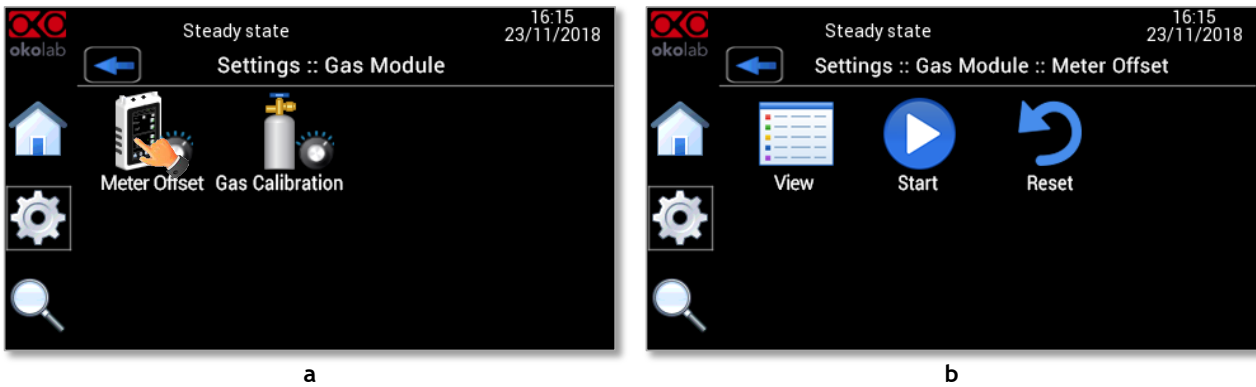 okolab
Steady state
16:15
23/11/2018
Settings :: Gas Module
Meter Offset
Gas Calibration
a
okolab
Steady state
16:15
23/11/2018
Settings :: Gas Module :: Meter Offset
View
Start
Reset
b